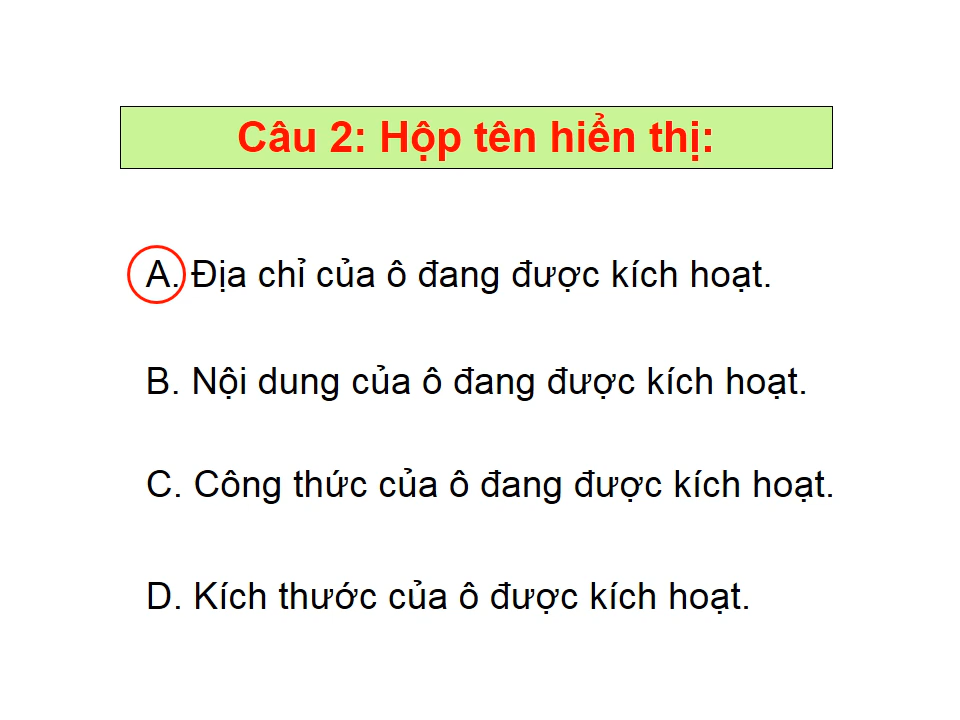 Câu 2: Hộp tên hiển thị:
A. Địa chỉ của ô đang được kích hoạt.
B. Nội dung của ô đang được kích hoạt.
C. Công thức của ô đang được kích hoạt.
D. Kích thước của ô được kích hoạt.